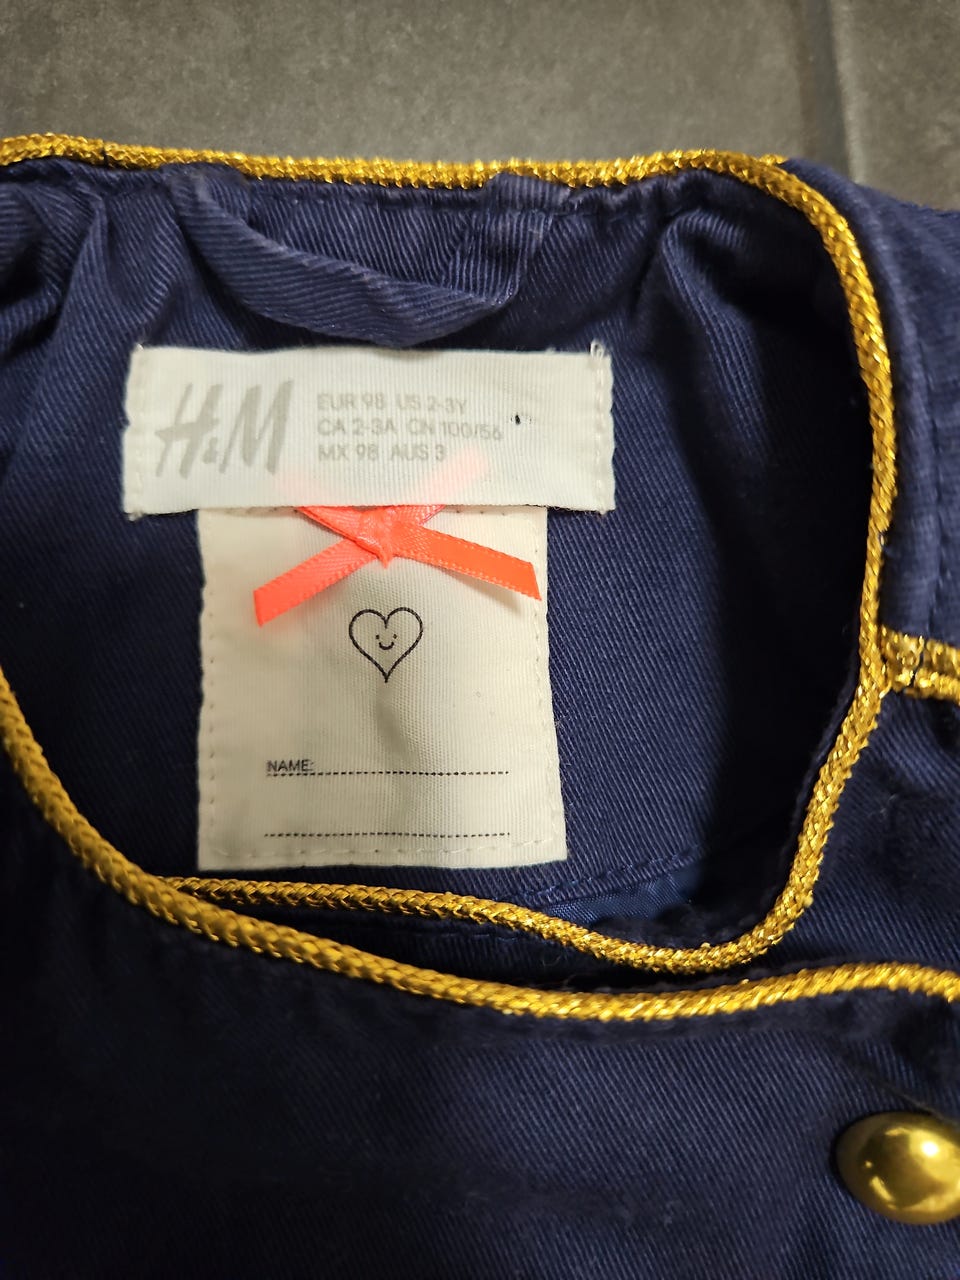 H&M
EUR 98 US 2-3Y
CA 2-3A CN 100/56
MX 98 AUS 3
NAME: